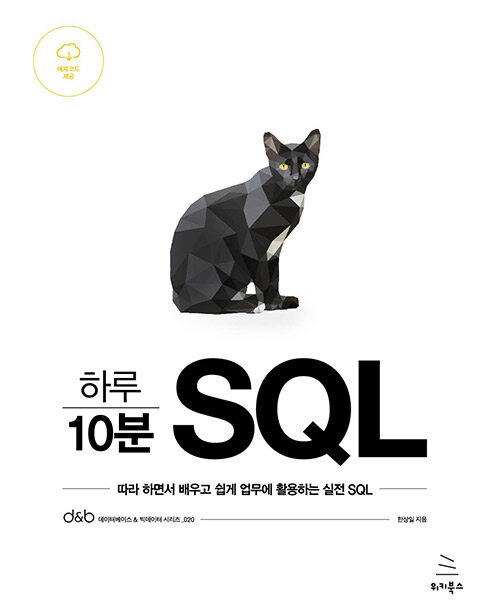 예제 코드
제공
하루
10분
SQL
따라 하면서 배우고 쉽게 업무에 활용하는 실전 SQL
d&b 데이터베이스 & 빅데이터 시리즈_020
한상일 지음
위키북스